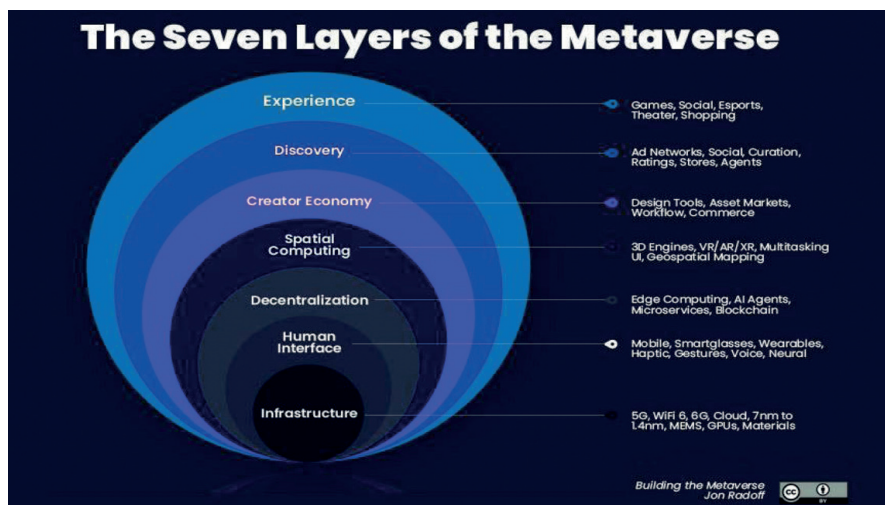 The Seven Layers of the Metaverse
Experience
Games, Social, Esports,
Theater, Shopping
Discovery
Ad Networks, Social, Curation,
Ratings, Stores, Agents
Creator Economy
Design Tools, Asset Markets,
Workflow, Commerce
Spatial
Computing
3D Engines, VR/AR/XR, Multitasking
UI, Geospatial Mapping
Decentralization
Edge Computing, AI Agents,
Microservices, Blockchain
Human
Interface
Mobile, Smartglasses, Wearables,
Haptic, Gestures, Voice, Neural
Infrastructure
5G, WiFi 6, 6G, Cloud, 7nm to
1.4nm, MEMS, GPUs, Materials
Building the Metaverse
Jon Radoff
cc
BY